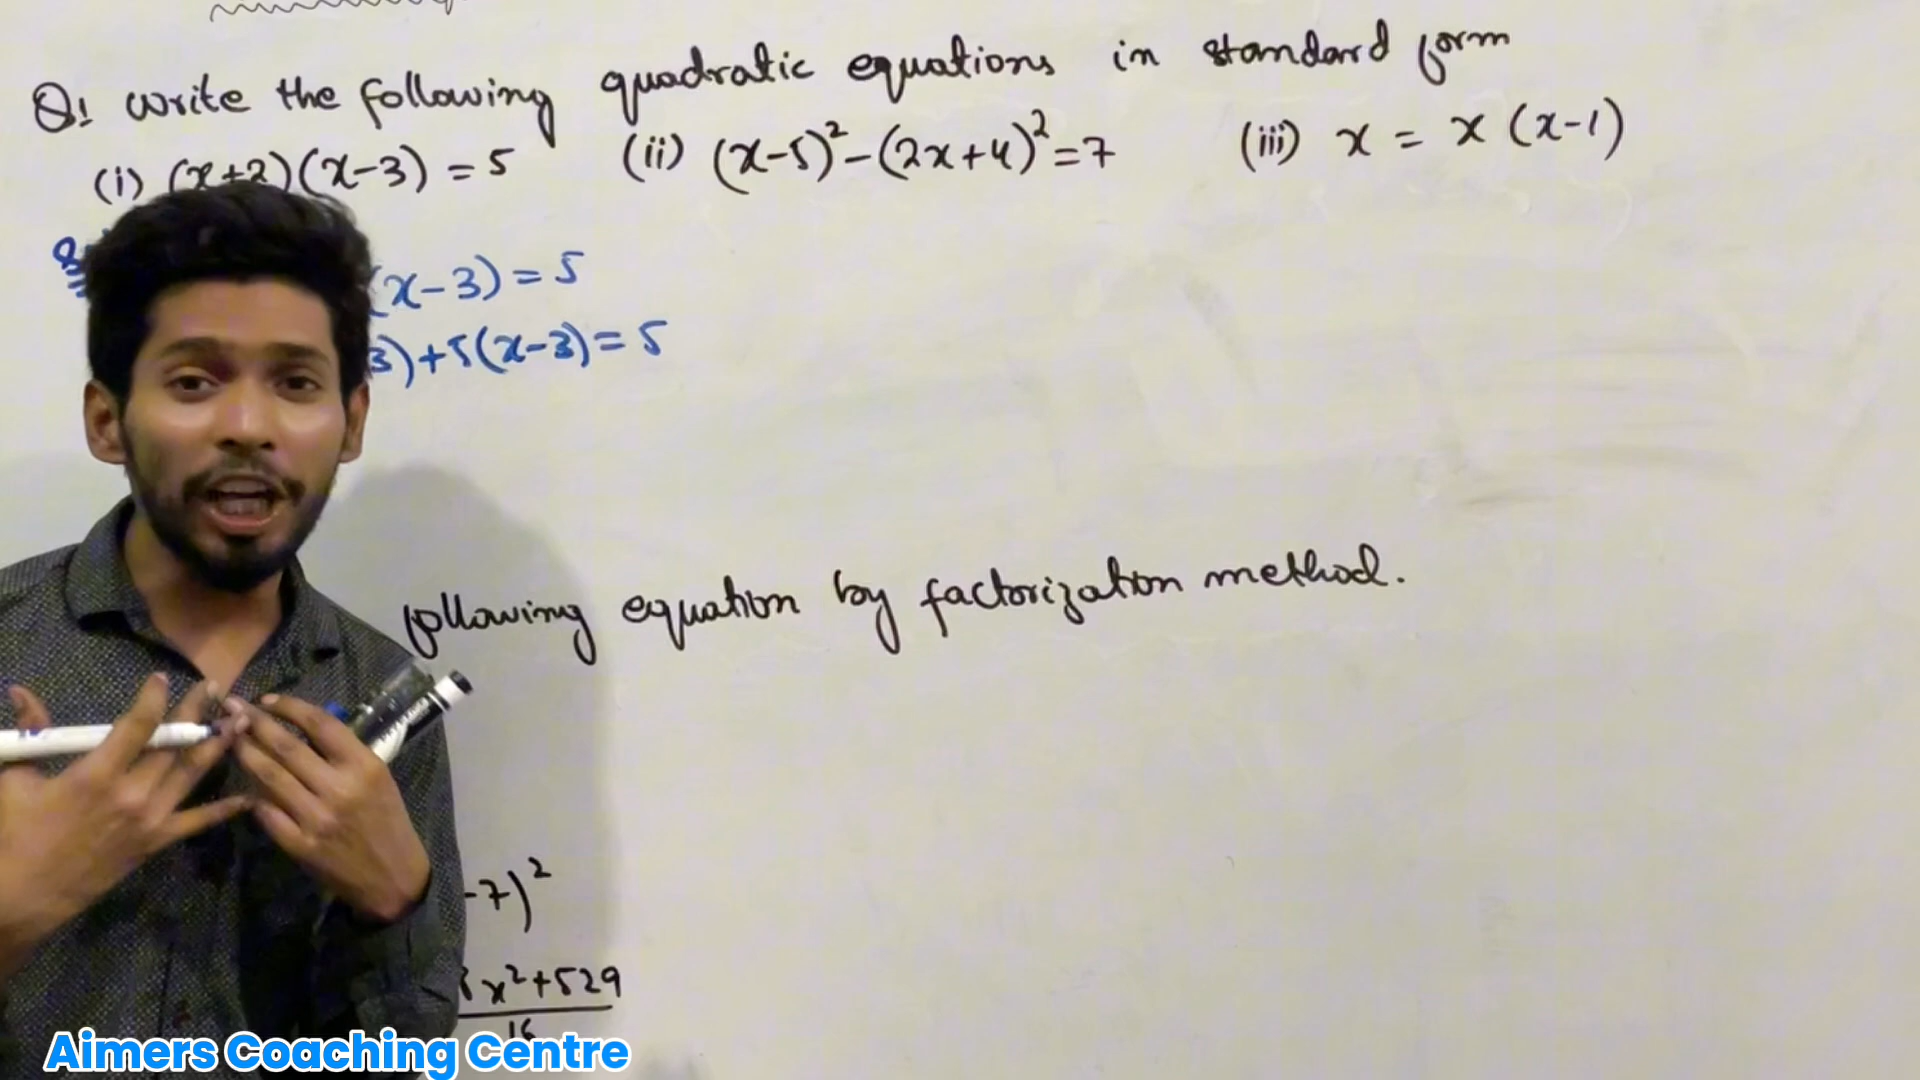 Q1 write the following quadratic equations in standard form
(i) (x+2)(x-3) = 5 (ii) (x-5)²-(2x+4)²=7 (iii) x = x (x-1)
(x-3) = 5
3)+5(x-3) = 5
following equation by factorization method.
-7)²
x²+529
16
Aimers Coaching Centre